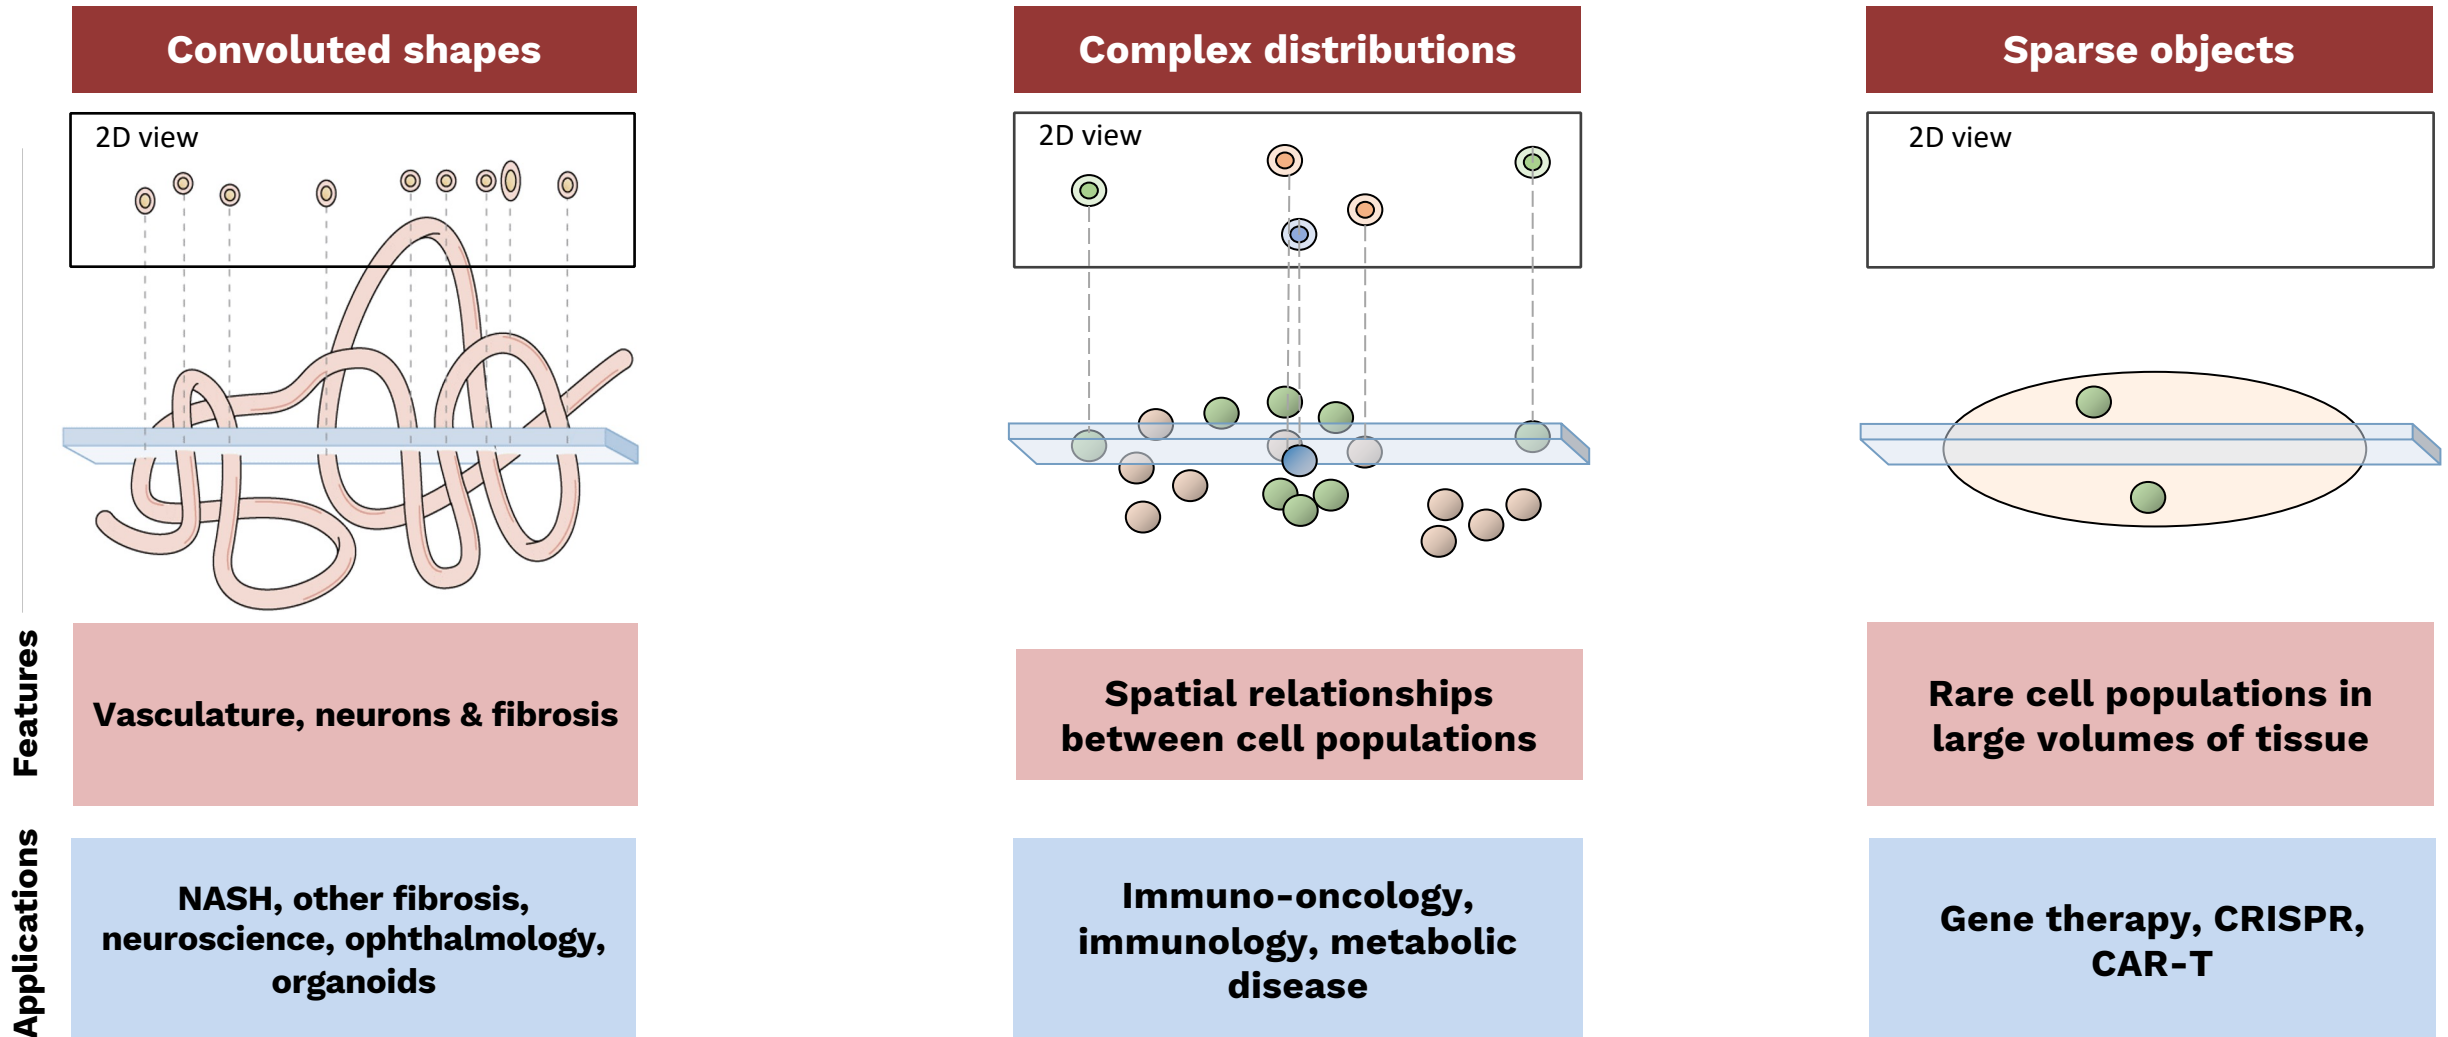 Convoluted shapes
Complex distributions
Sparse objects
2D view
2D view
2D view
Features
Vasculature, neurons & fibrosis
Spatial relationships
between cell populations
Rare cell populations in
large volumes of tissue
Applications
NASH, other fibrosis,
neuroscience, ophthalmology,
organoids
Immuno-oncology,
immunology, metabolic
disease
Gene therapy, CRISPR,
CAR-T